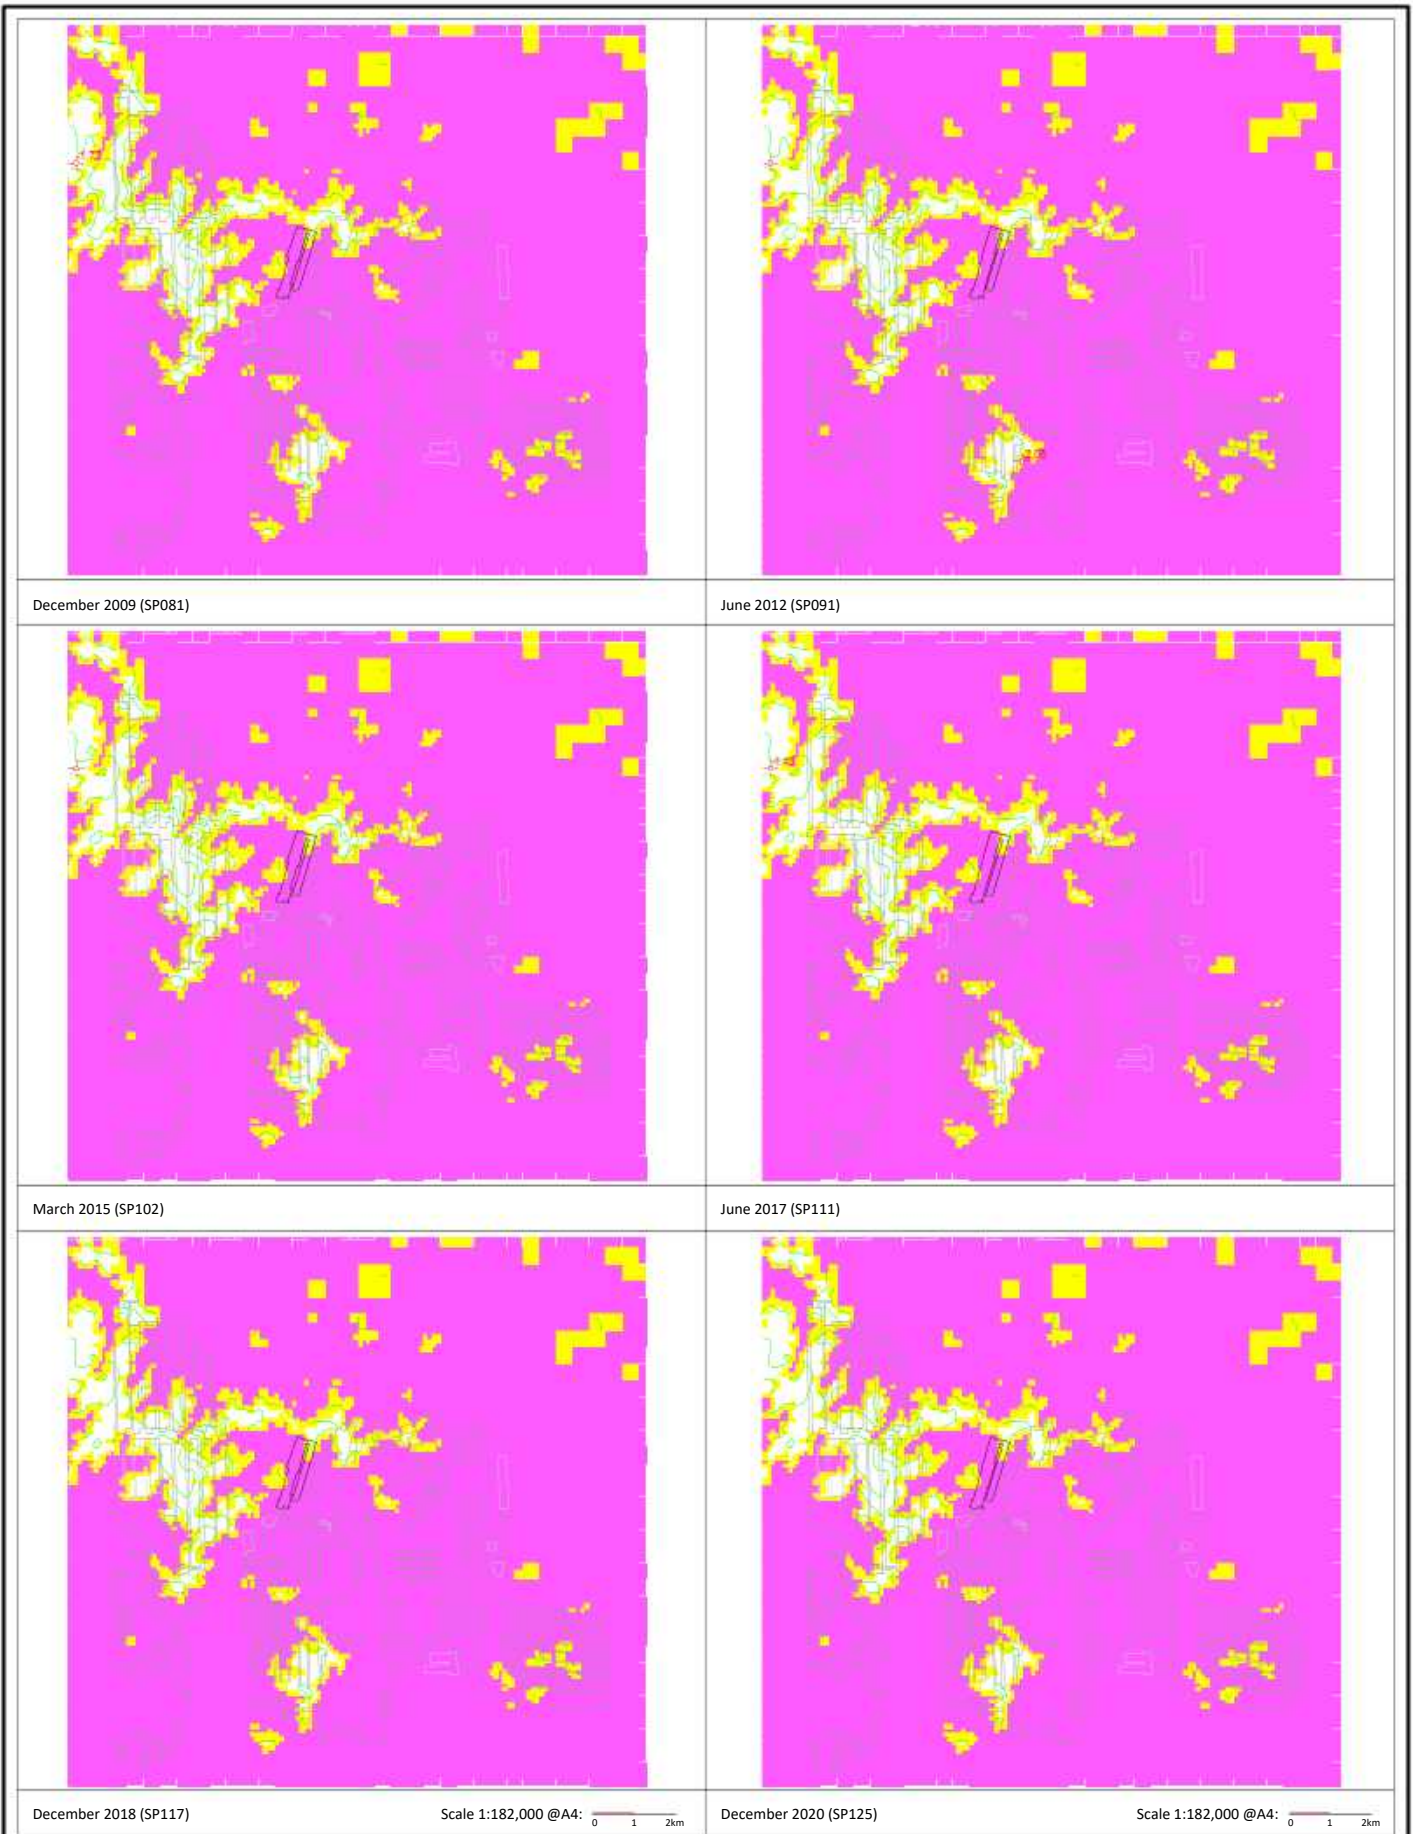 December 2009 (SP081)
June 2012 (SP091)
March 2015 (SP102)
June 2017 (SP111)
December 2018 (SP117)
Scale 1:182,000 @A4:
0 1 2km
December 2020 (SP125)
Scale 1:182,000 @A4:
0 1 2km